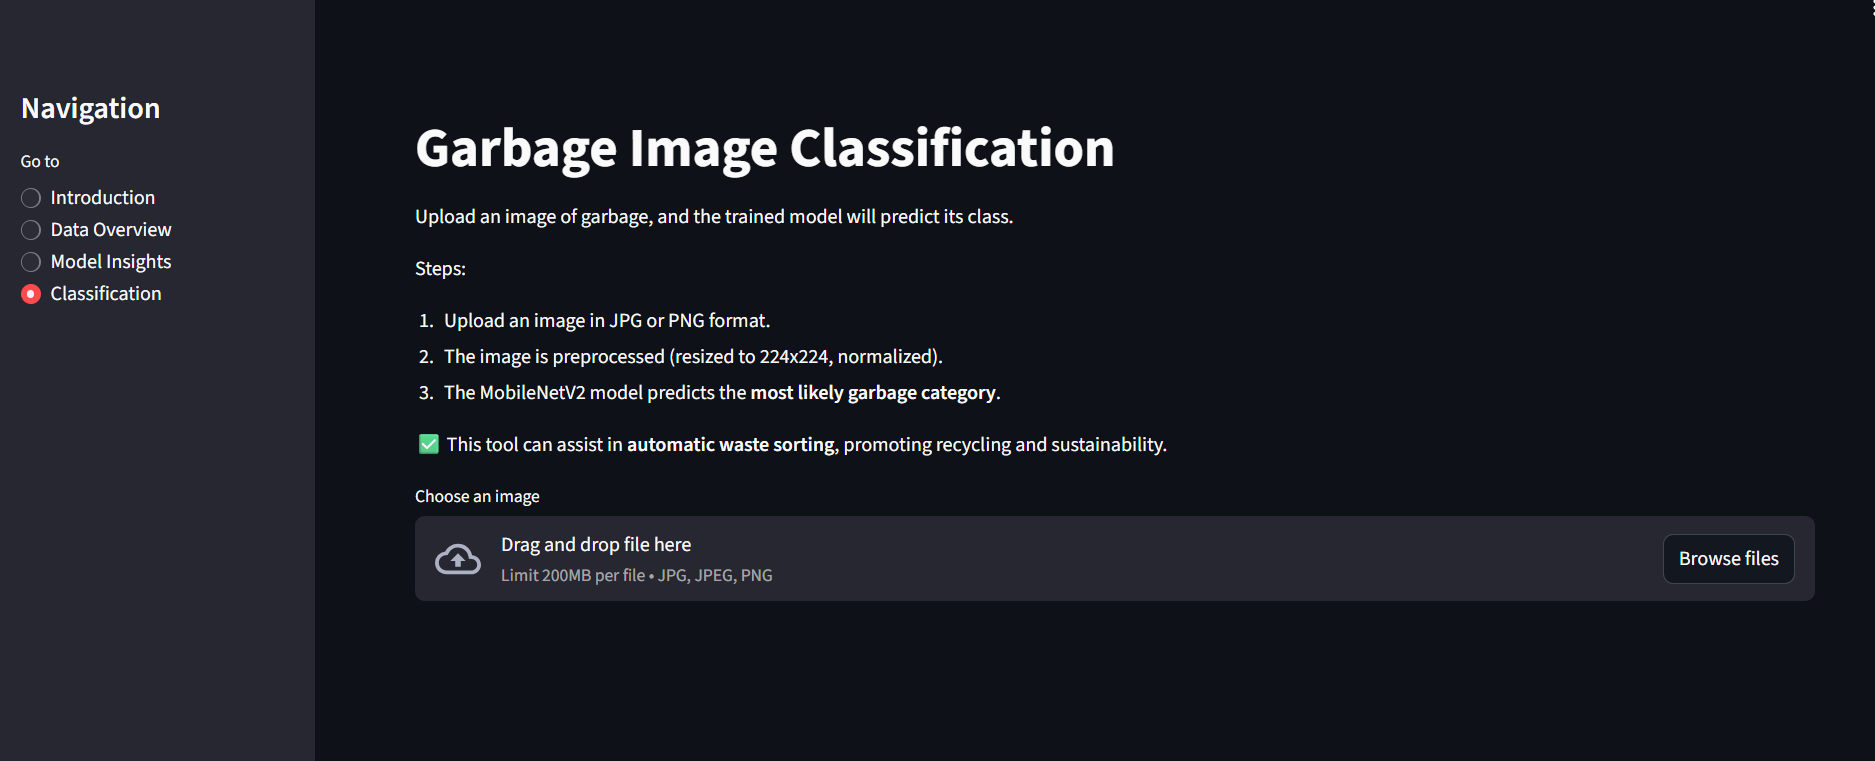 Navigation
Go to
Introduction
Data Overview
Model Insights
Classification
Garbage Image Classification
Upload an image of garbage, and the trained model will predict its class.
Steps:
1. Upload an image in JPG or PNG format.
2. The image is preprocessed (resized to 224x224, normalized).
3. The MobileNetV2 model predicts the most likely garbage category.
✅ This tool can assist in automatic waste sorting, promoting recycling and sustainability.
Choose an image
Drag and drop file here
Limit 200MB per file • JPG, JPEG, PNG
Browse files